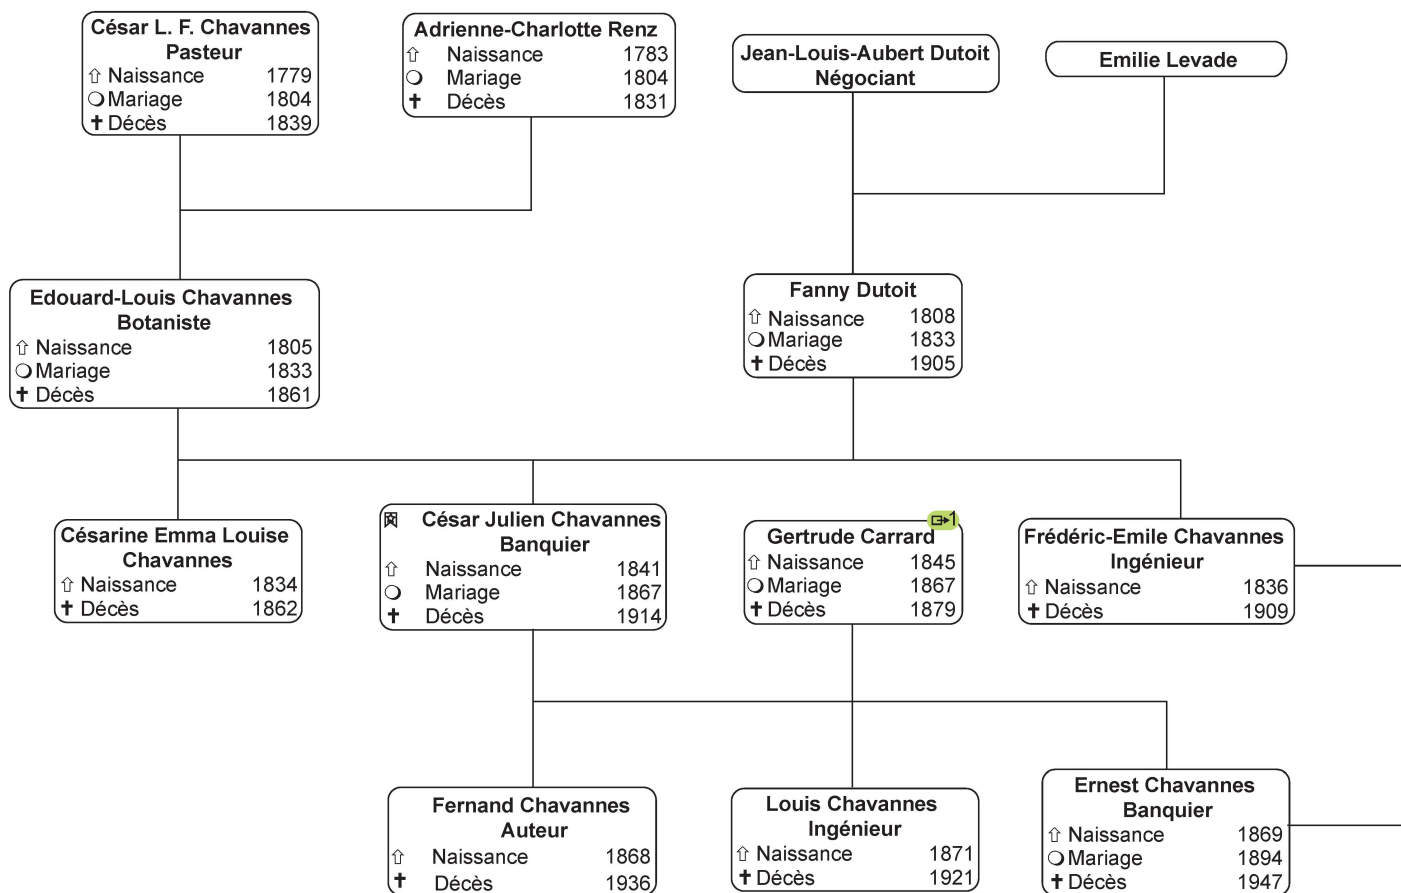 César L. F. Chavannes
Pasteur
Naissance 1779
Mariage 1804
Décès 1839
Adrienne-Charlotte Renz
Naissance 1783
Mariage 1804
Décès 1831
Jean-Louis-Aubert Dutoit
Négociant
Emilie Levade
Edouard-Louis Chavannes
Botaniste
Naissance 1805
Mariage 1833
Décès 1861
Fanny Dutoit
Naissance 1808
Mariage 1833
Décès 1905
Césarine Emma Louise
Chavannes
Naissance 1834
Décès 1862
César Julien Chavannes
Banquier
Naissance 1841
Mariage 1867
Décès 1914
1
Gertrude Carrard
Naissance 1845
Mariage 1867
Décès 1879
Frédéric-Emile Chavannes
Ingénieur
Naissance 1836
Décès 1909
Fernand Chavannes
Auteur
Naissance 1868
Décès 1936
Louis Chavannes
Ingénieur
Naissance 1871
Décès 1921
Ernest Chavannes
Banquier
Naissance 1869
Mariage 1894
Décès 1947